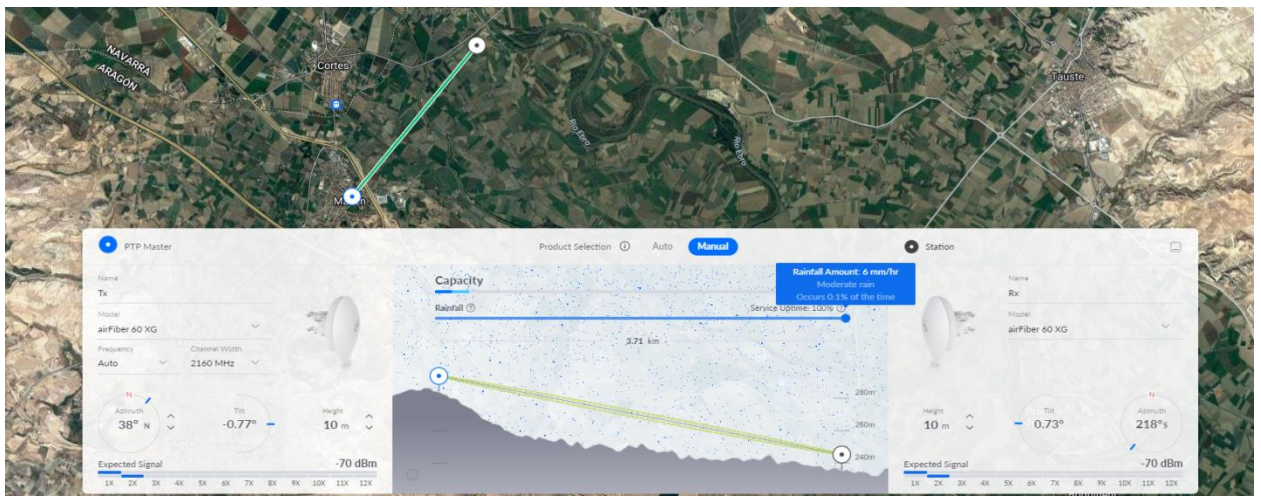 NAVARRA
ARAGÓN
Cortes
Tauste
Río Ebro
Río Ebro
PTP Master
Product Selection
Auto
Manual
Station
Rainfall Amount: 6 mm/hr
Moderate rain
Occurs 0.1% of the time
Name
Tx
Model
airFiber 60 XG
Frequency
Auto
Channel Width
2160 MHz
N
Azimuth
38° N
Tilt
-0.77°
Height
10 m
Expected Signal
-70 dBm
1X 2X 3X 4X 5X 6X 7X 8X 9X 10X 11X 12X
Capacity
Rainfall
Service Uptime: 100%
3.71 km
280m
260m
240m
Name
Rx
Model
airFiber 60 XG
Height
10 m
Tilt
0.73°
N
Azimuth
218° S
Expected Signal
-70 dBm
1X 2X 3X 4X 5X 6X 7X 8X 9X 10X 11X 12X